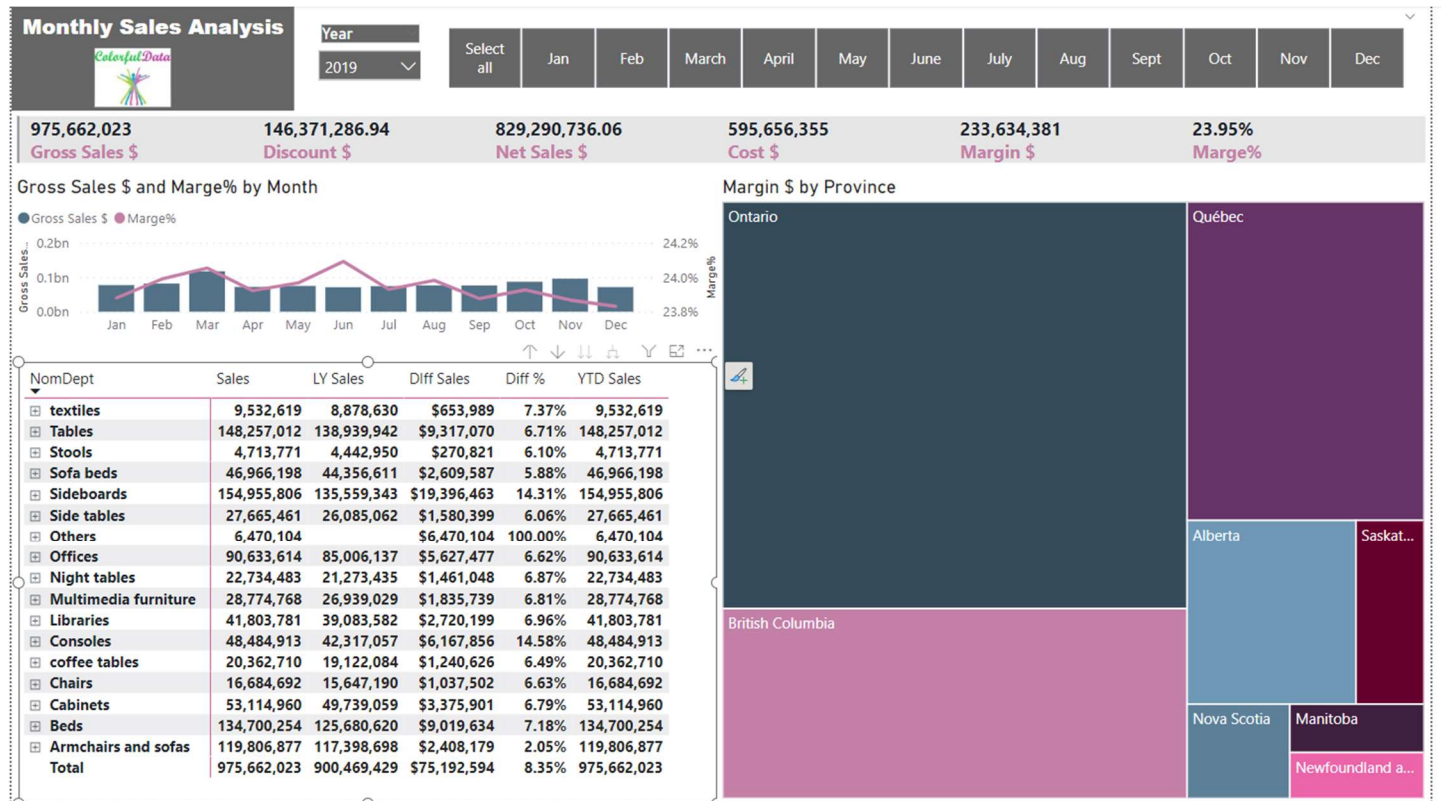 Monthly Sales Analysis
ColorfulData
Year
2019
Select all
Jan
Feb
March
April
May
June
July
Aug
Sept
Oct
Nov
Dec
975,662,023
Gross Sales $
146,371,286.94
Discount $
829,290,736.06
Net Sales $
595,656,355
Cost $
233,634,381
Margin $
23.95%
Marge%
Gross Sales $ and Marge% by Month
Gross Sales $ Marge%
Gross Sales...
0.2bn
0.1bn
0.0bn
24.2%
24.0%
23.8%
Marge%
Jan Feb Mar Apr May Jun Jul Aug Sep Oct Nov Dec
NomDept Sales LY Sales DIff Sales Diff % YTD Sales
textiles 9,532,619 8,878,630 $653,989 7.37% 9,532,619
Tables 148,257,012 138,939,942 $9,317,070 6.71% 148,257,012
Stools 4,713,771 4,442,950 $270,821 6.10% 4,713,771
Sofa beds 46,966,198 44,356,611 $2,609,587 5.88% 46,966,198
Sideboards 154,955,806 135,559,343 $19,396,463 14.31% 154,955,806
Side tables 27,665,461 26,085,062 $1,580,399 6.06% 27,665,461
Others 6,470,104 $6,470,104 100.00% 6,470,104
Offices 90,633,614 85,006,137 $5,627,477 6.62% 90,633,614
Night tables 22,734,483 21,273,435 $1,461,048 6.87% 22,734,483
Multimedia furniture 28,774,768 26,939,029 $1,835,739 6.81% 28,774,768
Libraries 41,803,781 39,083,582 $2,720,199 6.96% 41,803,781
Consoles 48,484,913 42,317,057 $6,167,856 14.58% 48,484,913
coffee tables 20,362,710 19,122,084 $1,240,626 6.49% 20,362,710
Chairs 16,684,692 15,647,190 $1,037,502 6.63% 16,684,692
Cabinets 53,114,960 49,739,059 $3,375,901 6.79% 53,114,960
Beds 134,700,254 125,680,620 $9,019,634 7.18% 134,700,254
Armchairs and sofas 119,806,877 117,398,698 $2,408,179 2.05% 119,806,877
Total 975,662,023 900,469,429 $75,192,594 8.35% 975,662,023
Margin $ by Province
Ontario
Québec
Alberta
Saskat...
British Columbia
Nova Scotia
Manitoba
Newfoundland a...